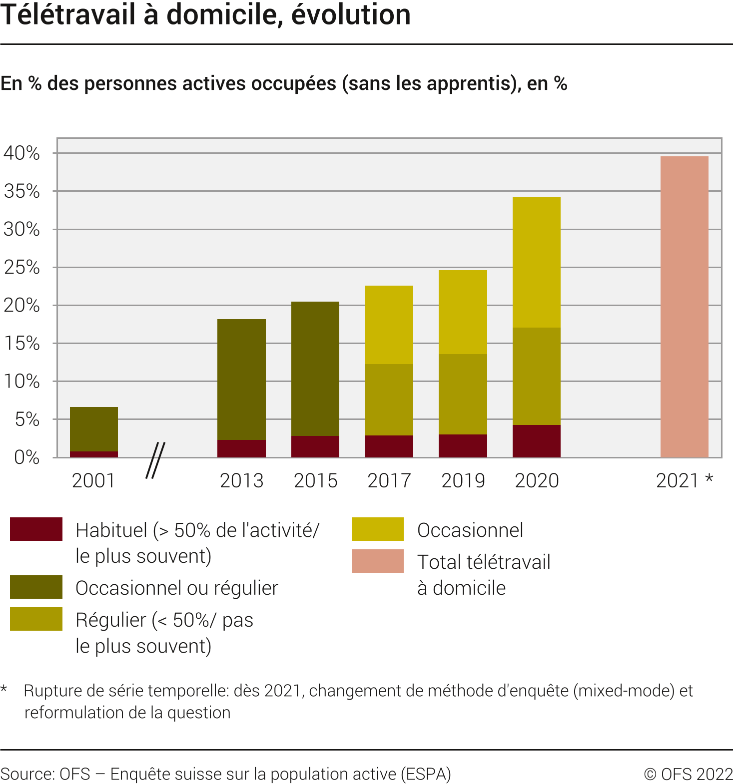 Télétravail à domicile, évolution
En % des personnes actives occupées (sans les apprentis), en %
40%
35%
30%
25%
20%
15%
10%
5%
0%
2001
2013
2015
2017
2019
2020
2021 *
Habituel (> 50% de l'activité/
le plus souvent)
Occasionnel ou régulier
Régulier (< 50%/ pas
le plus souvent)
Occasionnel
Total télétravail
à domicile
* Rupture de série temporelle: dès 2021, changement de méthode d'enquête (mixed-mode) et
reformulation de la question
Source: OFS – Enquête suisse sur la population active (ESPA)
© OFS 2022